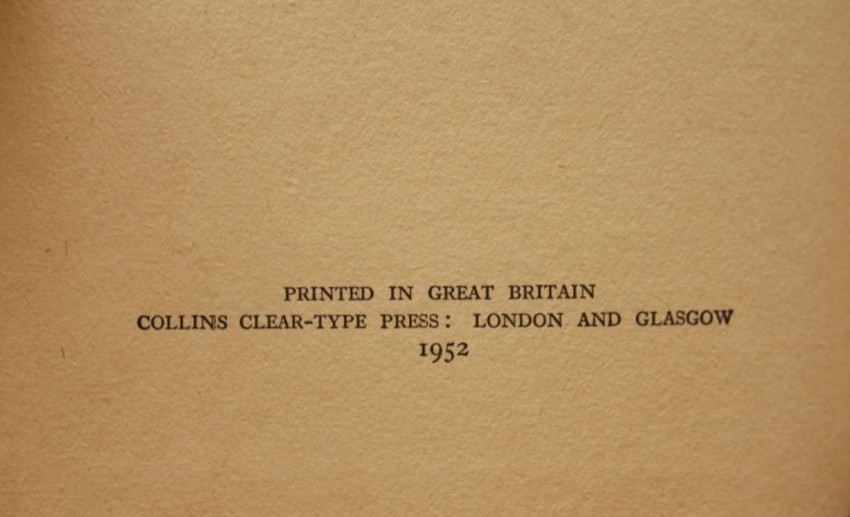 PRINTED IN GREAT BRITAIN
COLLINS CLEAR-TYPE PRESS: LONDON AND GLASGOW
1952